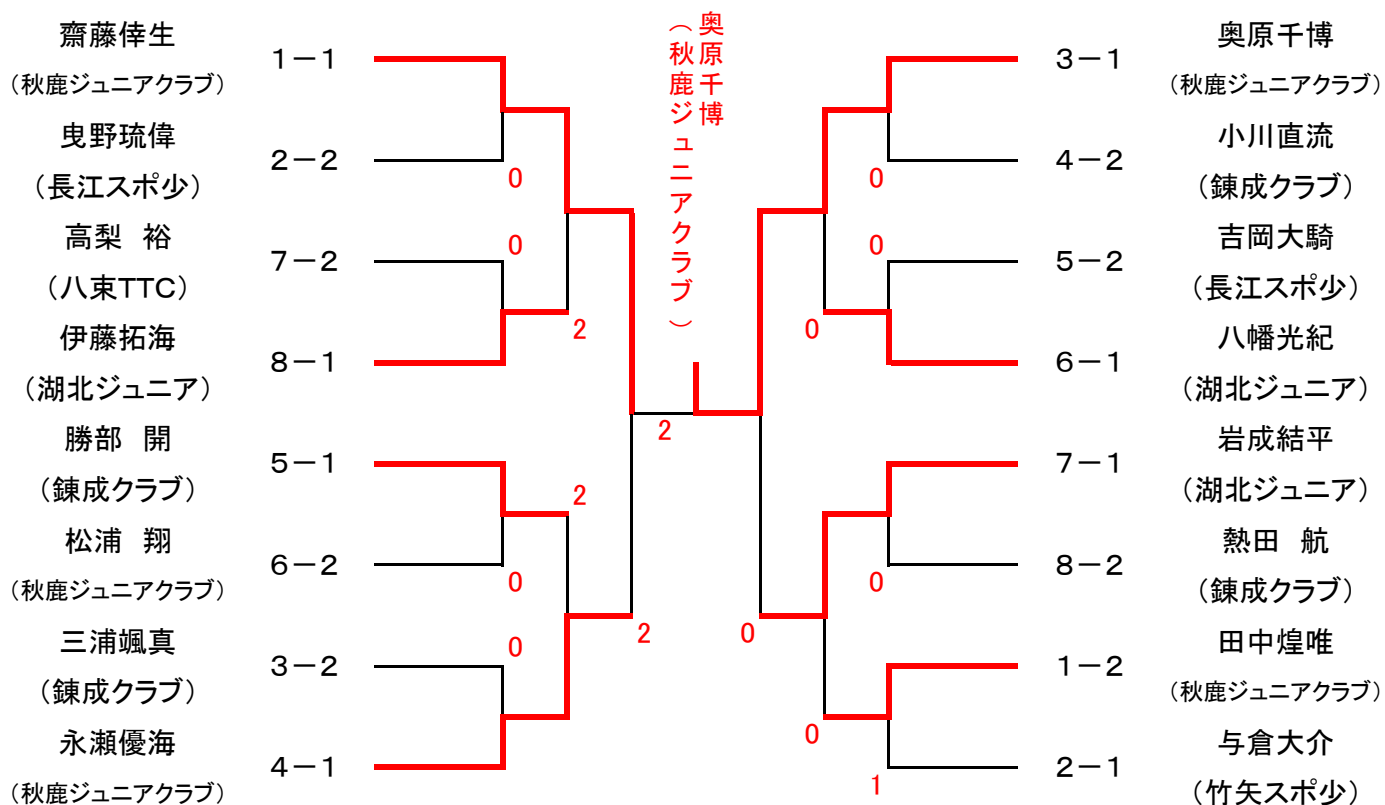 齋藤倖生
1－1
(秋鹿ジュニアクラブ)
曳野琉偉
2－2
(長江スポ少)
0
高梨　裕
0
7－2
(八束TTC)
伊藤拓海
2
8－1
(湖北ジュニア)
勝部　開
5－1
(錬成クラブ)
2
松浦　翔
6－2
(秋鹿ジュニアクラブ)
0
三浦颯真
0
3－2
(錬成クラブ)
永瀬優海
4－1
(秋鹿ジュニアクラブ)
2
奥原千博
(秋鹿ジュニアクラブ)
2
奥原千博
3－1
(秋鹿ジュニアクラブ)
小川直流
4－2
(錬成クラブ)
0
吉岡大騎
0
5－2
(長江スポ少)
八幡光紀
0
6－1
(湖北ジュニア)
岩成結平
7－1
(湖北ジュニア)
熱田　航
8－2
(錬成クラブ)
0
田中煌唯
0
1－2
(秋鹿ジュニアクラブ)
与倉大介
0
2－1
(竹矢スポ少)
1